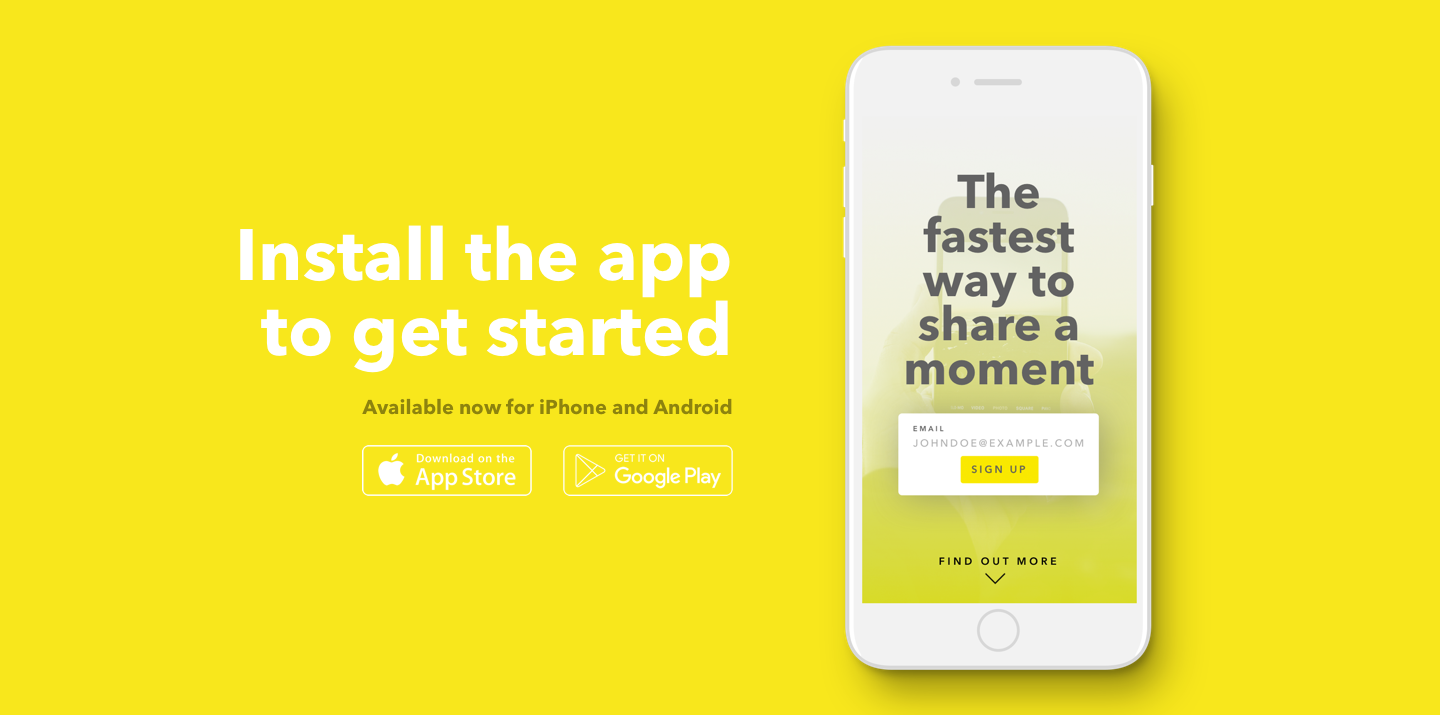 Install the app
to get started
Available now for iPhone and Android
Download on the
App Store
GET IT ON
Google Play
The
fastest
way to
share a
moment
EMAIL
JOHNDOE@EXAMPLE.COM
SIGN UP
FIND OUT MORE